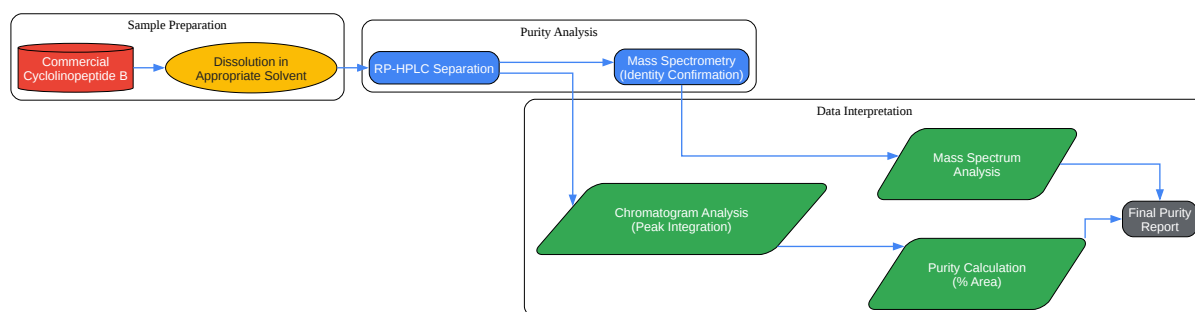 Sample Preparation
Commercial
Cyclolinopeptide B
Dissolution in
Appropriate Solvent
Purity Analysis
RP-HPLC Separation
Mass Spectrometry
(Identity Confirmation)
Data Interpretation
Mass Spectrum
Analysis
Chromatogram Analysis
(Peak Integration)
Purity Calculation
(% Area)
Final Purity
Report